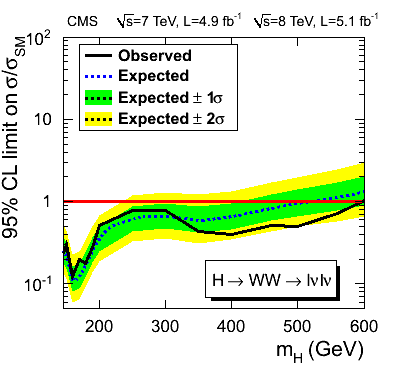 CMS √s=7 TeV, L=4.9 fb⁻¹ √s=8 TeV, L=5.1 fb⁻¹
95% CL limit on σ/σSM
10²
10
1
10⁻¹
Observed
Expected
Expected ± 1σ
Expected ± 2σ
H → WW → lνlν
200 300 400 500 600
mH (GeV)